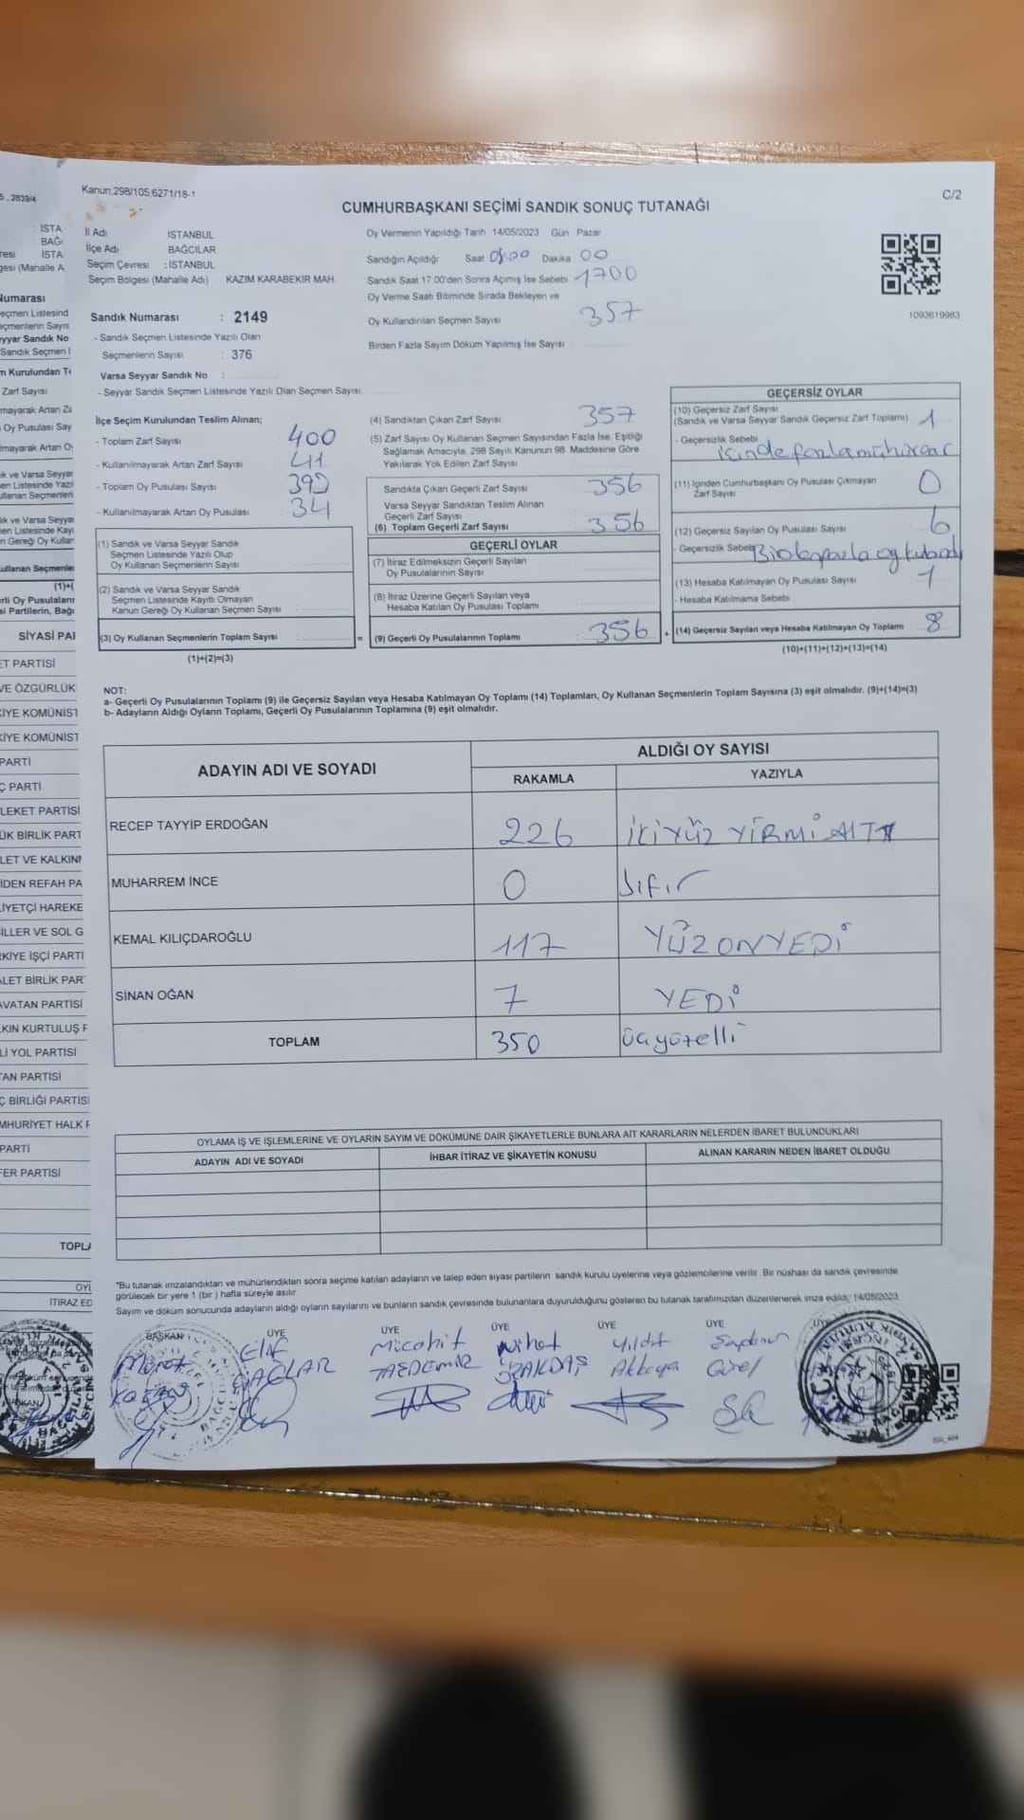 Kanun:298/105.6271/18-1
C/2
CUMHURBAŞKANI SEÇİMİ SANDIK SONUÇ TUTANAĞI
İl Adı İSTANBUL
İlçe Adı BAĞCILAR
Seçim Çevresi : İSTANBUL
Seçim Bölgesi (Mahalle Adı) KAZIM KARABEKİR MAH.
Sandık Numarası : 2149
- Sandık Seçmen Listesinde Yazılı Olan
Seçmenlerin Sayısı : 376
Varsa Seyyar Sandık No :
- Seyyar Sandık Seçmen Listesinde Yazılı Olan Seçmen Sayısı
Oy Vermenin Yapıldığı Tarih 14/05/2023 Gün Pazar
Sandığın Açıldığı Saat 08:00 Dakika 00
Sandık Saat 17.00'den Sonra Açılmış İse Sebebi 1700
Oy Verme Saati Bitiminde Sırada Bekleyen ve
Oy Kullandırılan Seçmen Sayısı 357
Birden Fazla Sayım Döküm Yapılmış İse Sayısı
1093619983
İlçe Seçim Kurulundan Teslim Alınan;
- Toplam Zarf Sayısı 400
- Kullanılmayarak Artan Zarf Sayısı 41
- Toplam Oy Pusulası Sayısı 392
- Kullanılmayarak Artan Oy Pusulası 34
(1) Sandık ve Varsa Seyyar Sandık
Seçmen Listesinde Yazılı Olup
Oy Kullanan Seçmenlerin Sayısı
(2) Sandık ve Varsa Seyyar Sandık
Seçmen Listesinde Kayıtlı Olmayan
Kanun Gereği Oy Kullanan Seçmen Sayısı
(3) Oy Kullanan Seçmenlerin Toplam Sayısı
(1)+(2)=(3)
(4) Sandıktan Çıkan Zarf Sayısı 357
(5) Zarf Sayısı Oy Kullanan Seçmen Sayısından Fazla İse, Eşitliği
Sağlamak Amacıyla, 298 Sayılı Kanunun 98. Maddesine Göre
Yakılarak Yok Edilen Zarf Sayısı
Sandıkta Çıkan Geçerli Zarf Sayısı 356
Varsa Seyyar Sandıktan Teslim Alınan
Geçerli Zarf Sayısı
(6) Toplam Geçerli Zarf Sayısı 356
GEÇERLİ OYLAR
(7) İtiraz Edilmeksizin Geçerli Sayılan
Oy Pusulalarının Sayısı
(8) İtiraz Üzerine Geçerli Sayılan veya
Hesaba Katılan Oy Pusulası Toplamı
= (9) Geçerli Oy Pusulalarının Toplamı 356
GEÇERSİZ OYLAR
(10) Geçersiz Zarf Sayısı
(Sandık ve Varsa Seyyar Sandık Geçersiz Zarf Toplamı) 1
- Geçersizlik Sebebi
içinde fazla mühür var
(11) İçinden Cumhurbaşkanı Oy Pusulası Çıkmayan
Zarf Sayısı 0
(12) Geçersiz Sayılan Oy Pusulası Sayısı 6
- Geçersizlik Sebebi Birden fazla oy
(13) Hesaba Katılmayan Oy Pusulası Sayısı 1
- Hesaba Katılmama Sebebi
+ (14) Geçersiz Sayılan veya Hesaba Katılmayan Oy Toplamı 8
(10)+(11)+(12)+(13)=(14)
NOT:
a- Geçerli Oy Pusulalarının Toplamı (9) ile Geçersiz Sayılan veya Hesaba Katılmayan Oy Toplamı (14) Toplamları, Oy Kullanan Seçmenlerin Toplam Sayısına (3) eşit olmalıdır. (9)+(14)=(3)
b- Adayların Aldığı Oyların Toplamı, Geçerli Oy Pusulalarının Toplamına (9) eşit olmalıdır.
ADAYIN ADI VE SOYADI
ALDIĞI OY SAYISI
RAKAMLA YAZIYLA
RECEP TAYYİP ERDOĞAN 226 İKİYÜZ YİRMİ ALTI
MUHARREM İNCE 0 sıfır
KEMAL KILIÇDAROĞLU 117 YÜZONYEDİ
SİNAN OĞAN 7 YEDİ
TOPLAM 350 üçyüzelli
OYLAMA İŞ VE İŞLEMLERİNE VE OYLARIN SAYIM VE DÖKÜMÜNE DAİR ŞİKAYETLERLE BUNLARA AİT KARARLARIN NELERDEN İBARET BULUNDUKLARI
ADAYIN ADI VE SOYADI İHBAR İTİRAZ VE ŞİKAYETİN KONUSU ALINAN KARARIN NEDEN İBARET OLDUĞU
*Bu tutanak imzalandıktan ve mühürlendikten sonra seçime katılan adayların ve talep eden siyasi partilerin sandık kurulu üyelerine veya gözlemcilerine verilir. Bir nüshası da sandık çevresinde
görülecek bir yere 1 (bir) hafta süreyle asılır.
Sayım ve döküm sonucunda adayların aldığı oyların sayılarını ve bunların sandık çevresinde bulunanlara duyurulduğunu gösteren bu tutanak tarafımızdan düzenlenerek imza edildi. 14/05/2023
BAŞKAN ÜYE ÜYE ÜYE ÜYE ÜYE
Murat Elif Mücahit Nihat Yıldız
ÇAĞLAR TAŞDEMİR Akkaya Gürel